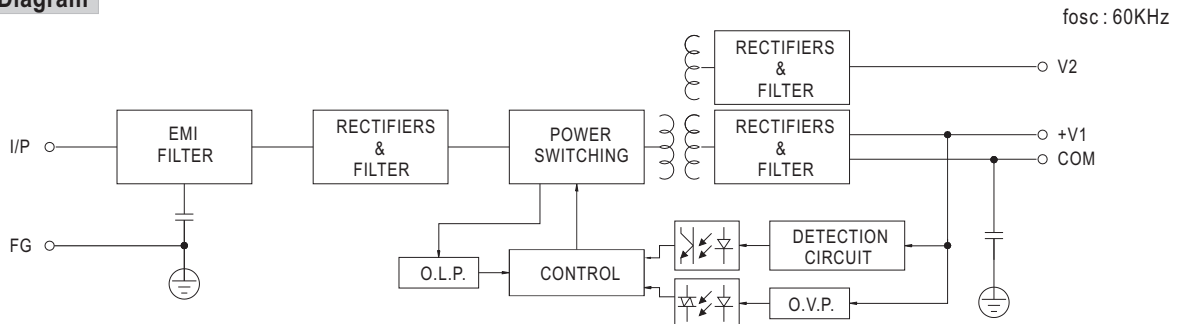 Diagram
fosc : 60KHz
RECTIFIERS
&
FILTER
V2
I/P
EMI
FILTER
RECTIFIERS
&
FILTER
POWER
SWITCHING
RECTIFIERS
&
FILTER
+V1
COM
FG
O.L.P.
CONTROL
DETECTION
CIRCUIT
O.V.P.